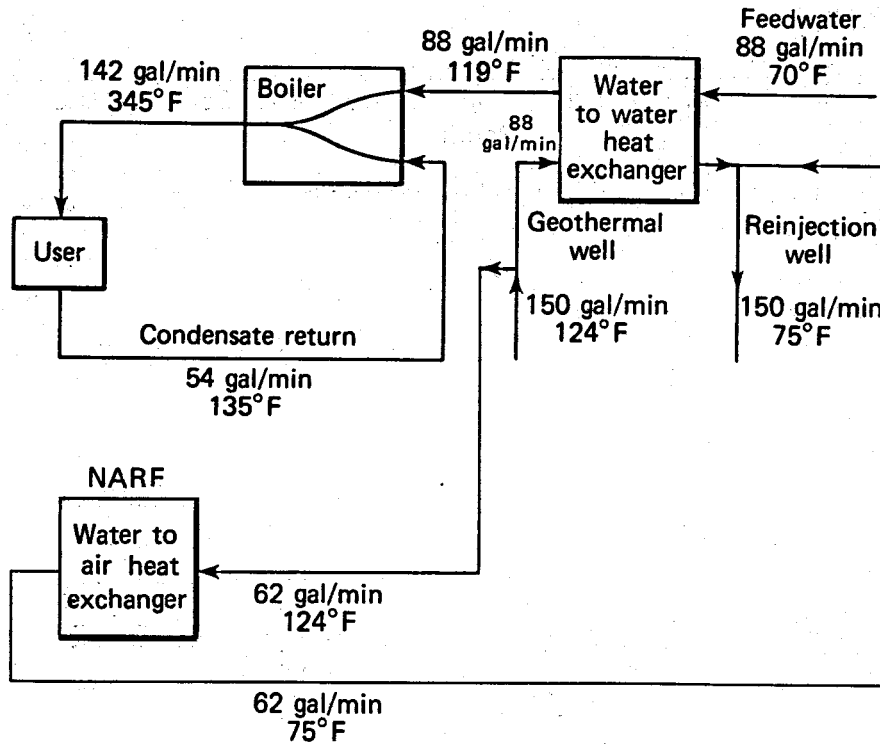 Feedwater
88 gal/min
70°F
88 gal/min
119°F
142 gal/min
345°F
Boiler
Water
to water
heat
exchanger
88
gal/min
User
Geothermal
well
Reinjection
well
150 gal/min
124°F
150 gal/min
75°F
Condensate return
54 gal/min
135°F
NARF
Water to
air heat
exchanger
62 gal/min
124°F
62 gal/min
75°F